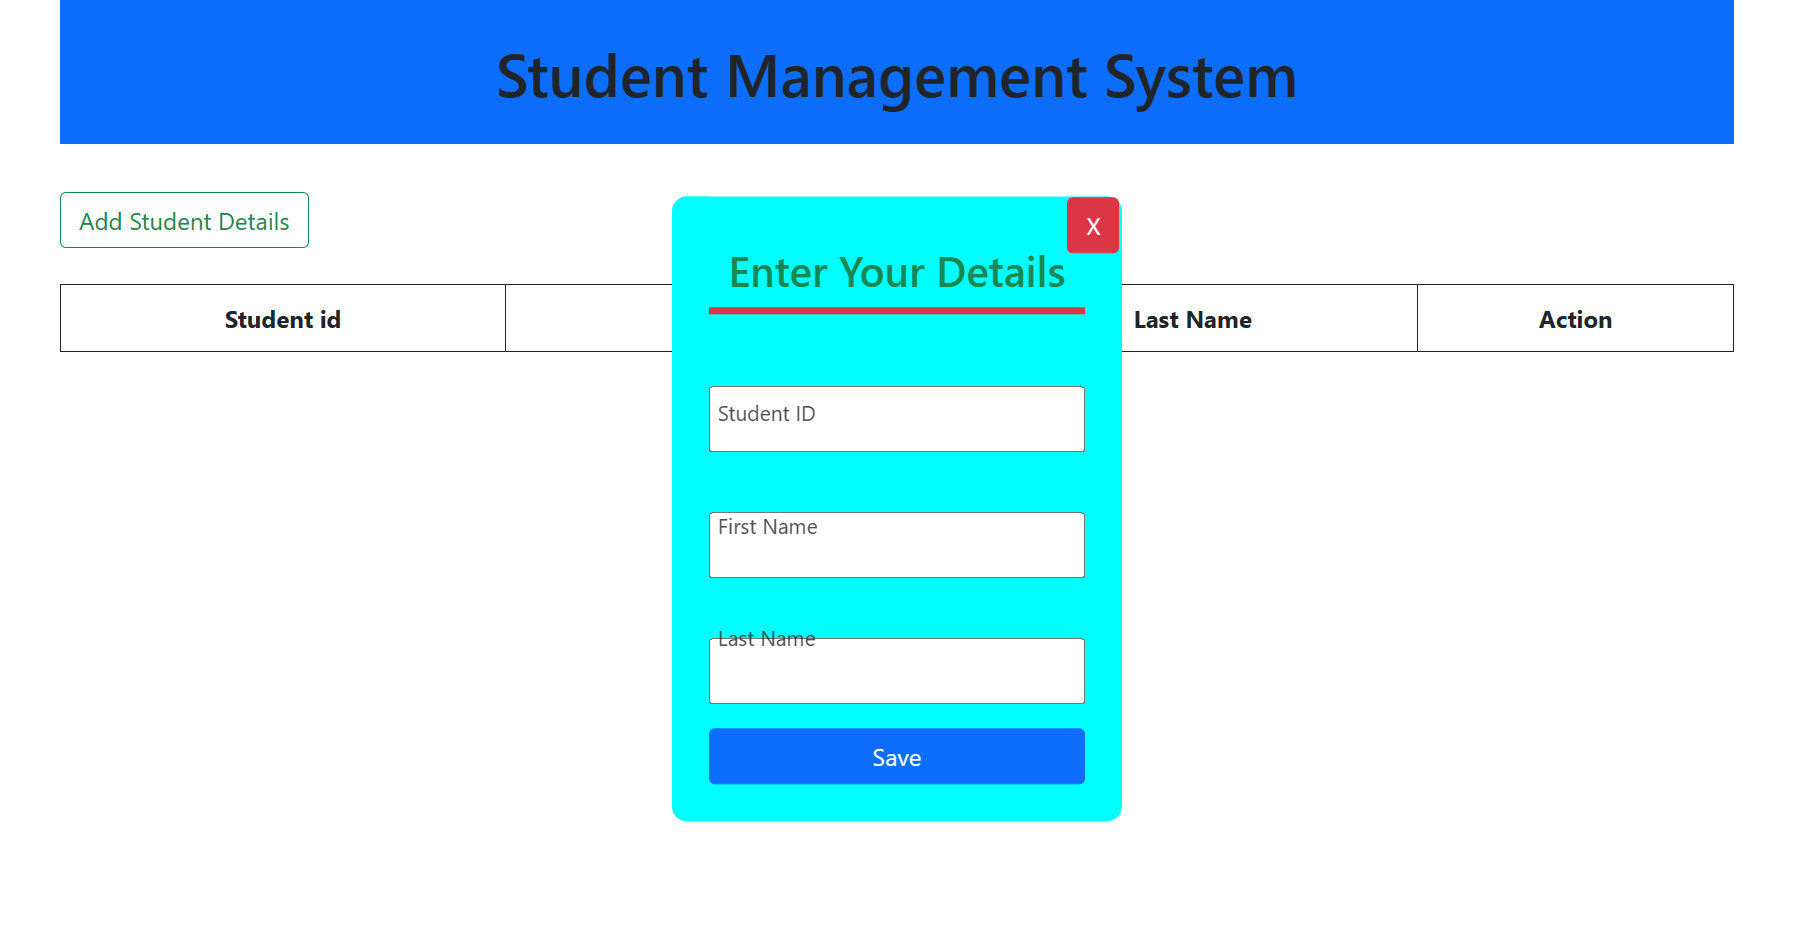 Student Management System
Add Student Details
X
Enter Your Details
Student id
Last Name
Action
Student ID
First Name
Last Name
Save